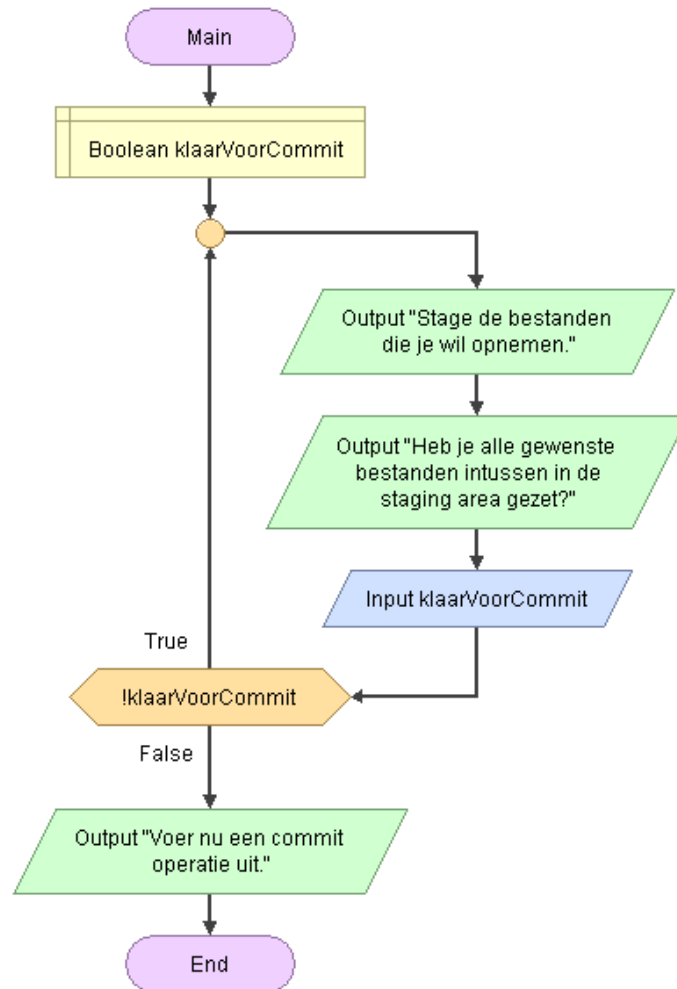 Main
Boolean klaarVoorCommit
Output "Stage de bestanden
die je wil opnemen."
Output "Heb je alle gewenste
bestanden intussen in de
staging area gezet?"
Input klaarVoorCommit
True
!klaarVoorCommit
False
Output "Voer nu een commit
operatie uit."
End